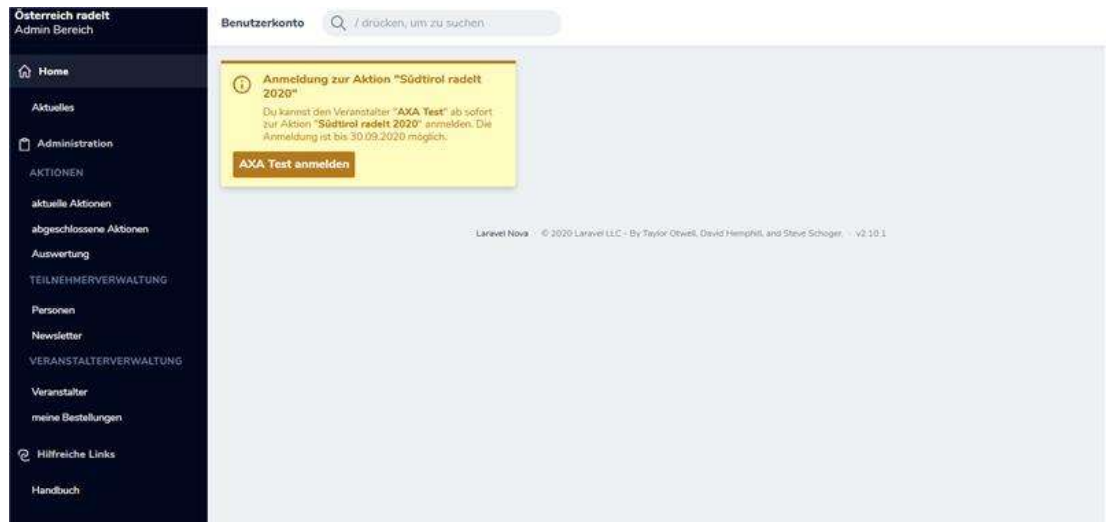 Österreich radelt
Admin Bereich
Benutzerkonto
/ drücken, um zu suchen
Home
Aktuelles
Administration
AKTIONEN
aktuelle Aktionen
abgeschlossene Aktionen
Auswertung
TEILNEHMERVERWALTUNG
Personen
Newsletter
VERANSTALTERVERWALTUNG
Veranstalter
meine Bestellungen
Hilfreiche Links
Handbuch
Anmeldung zur Aktion "Südtirol radelt
2020"
Du kannst den Veranstalter "AXA Test" ab sofort
zur Aktion "Südtirol radelt 2020" anmelden. Die
Anmeldung ist bis 30.09.2020 möglich.
AXA Test anmelden
Laravel Nova · © 2020 Laravel LLC - By Taylor Otwell, David Hemphill, and Steve Schoger. · v2.10.1